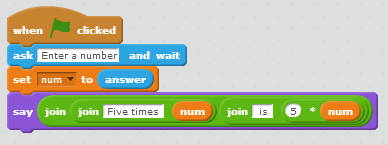 when clicked
ask Enter a number and wait
set num to answer
say join join Five times num join is 5 * num